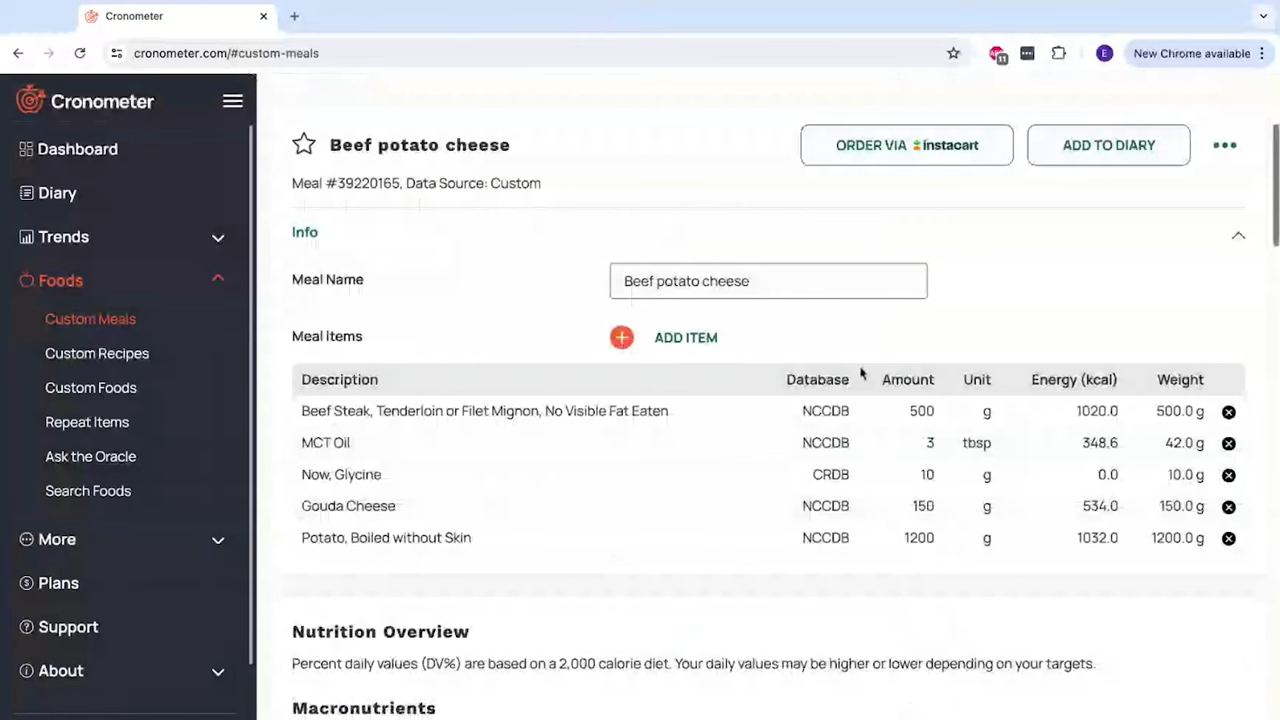 Cronometer
cronometer.com/#custom-meals
11
E
New Chrome available
Cronometer
Dashboard
Diary
Trends
Foods
Custom Meals
Custom Recipes
Custom Foods
Repeat Items
Ask the Oracle
Search Foods
More
Plans
Support
About
Beef potato cheese
ORDER VIA instacart
ADD TO DIARY
Meal #39220165, Data Source: Custom
Info
Meal Name
Beef potato cheese
Meal Items
ADD ITEM
Description Database Amount Unit Energy (kcal) Weight
Beef Steak, Tenderloin or Filet Mignon, No Visible Fat Eaten NCCDB 500 g 1020.0 500.0 g
MCT Oil NCCDB 3 tbsp 348.6 42.0 g
Now, Glycine CRDB 10 g 0.0 10.0 g
Gouda Cheese NCCDB 150 g 534.0 150.0 g
Potato, Boiled without Skin NCCDB 1200 g 1032.0 1200.0 g
Nutrition Overview
Percent daily values (DV%) are based on a 2,000 calorie diet. Your daily values may be higher or lower depending on your targets.
Macronutrients